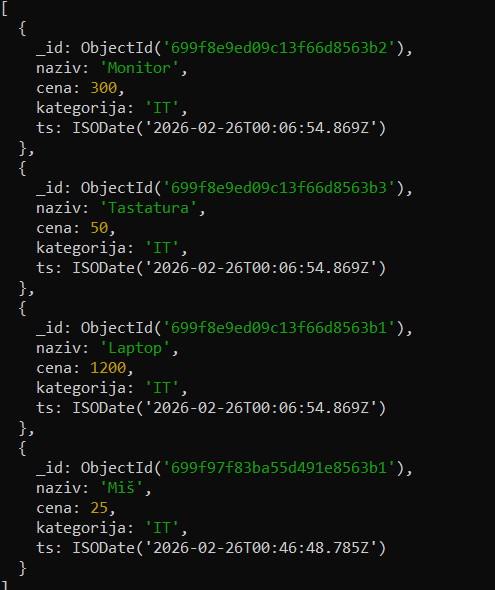 [
  {
    _id: ObjectId('699f8e9ed09c13f66d8563b2'),
    naziv: 'Monitor',
    cena: 300,
    kategorija: 'IT',
    ts: ISODate('2026-02-26T00:06:54.869Z')
  },
  {
    _id: ObjectId('699f8e9ed09c13f66d8563b3'),
    naziv: 'Tastatura',
    cena: 50,
    kategorija: 'IT',
    ts: ISODate('2026-02-26T00:06:54.869Z')
  },
  {
    _id: ObjectId('699f8e9ed09c13f66d8563b1'),
    naziv: 'Laptop',
    cena: 1200,
    kategorija: 'IT',
    ts: ISODate('2026-02-26T00:06:54.869Z')
  },
  {
    _id: ObjectId('699f97f83ba55d491e8563b1'),
    naziv: 'Miš',
    cena: 25,
    kategorija: 'IT',
    ts: ISODate('2026-02-26T00:46:48.785Z')
  }
]